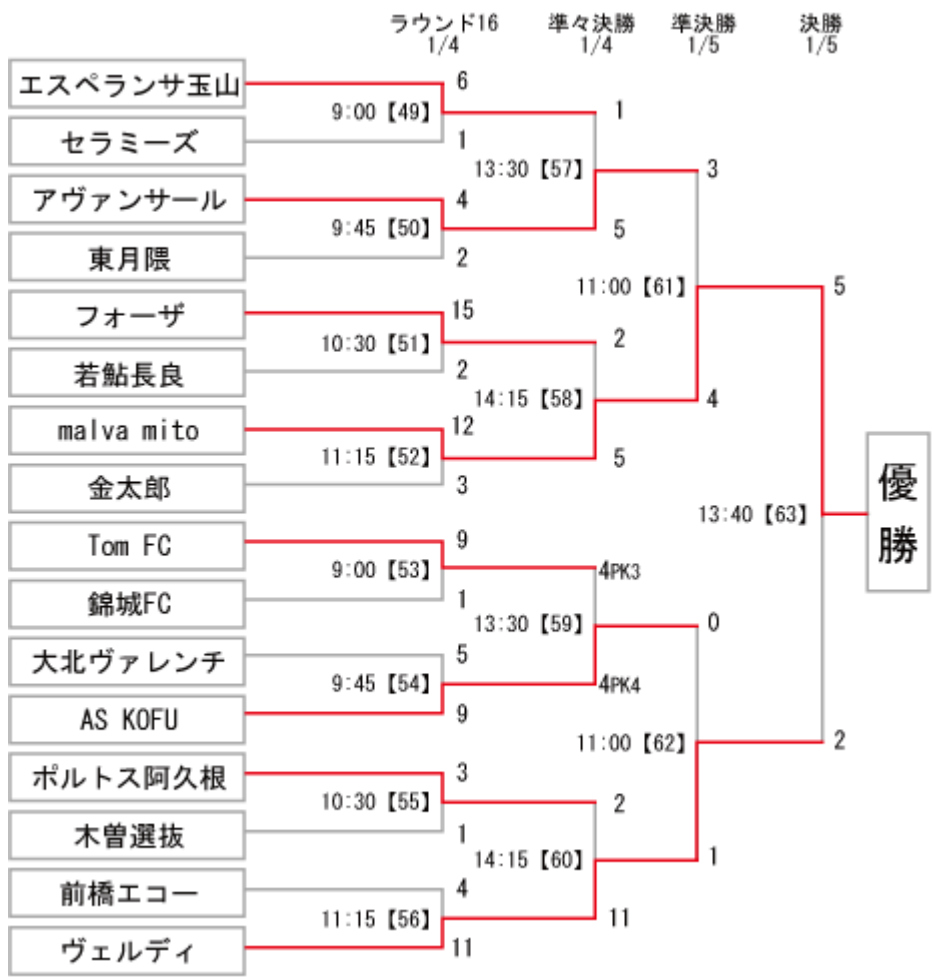 ラウンド16 準々決勝 準決勝 決勝
1/4 1/4 1/5 1/5
エスペランサ玉山 6
9:00【49】 1
セラミーズ 1
13:30【57】 3
アヴァンサール 4
9:45【50】 5
東月隈 2
11:00【61】 5
フォーザ 15
10:30【51】 2
若鮎長良 2
14:15【58】 4
malva mito 12
11:15【52】 5
金太郎 3
13:40【63】
優勝
Tom FC 9
9:00【53】 4PK3
錦城FC 1
13:30【59】 0
大北ヴァレンチ 5
9:45【54】 4PK4
AS KOFU 9
11:00【62】 2
ポルトス阿久根 3
10:30【55】 2
木曽選抜 1
14:15【60】 1
前橋エコー 4
11:15【56】 11
ヴェルディ 11